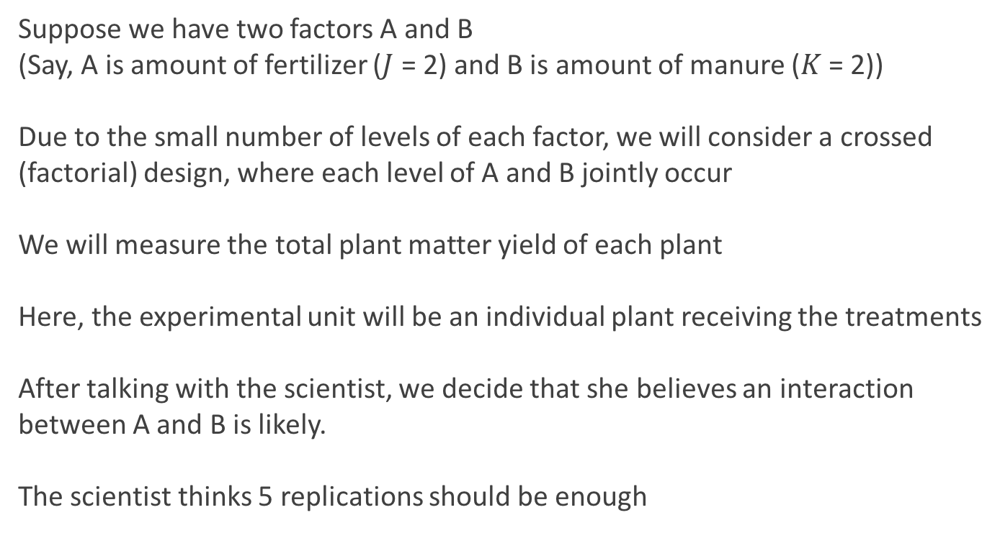 Suppose we have two factors A and B
(Say, A is amount of fertilizer (J = 2) and B is amount of manure (K = 2))
Due to the small number of levels of each factor, we will consider a crossed
(factorial) design, where each level of A and B jointly occur
We will measure the total plant matter yield of each plant
Here, the experimental unit will be an individual plant receiving the treatments
After talking with the scientist, we decide that she believes an interaction
between A and B is likely.
The scientist thinks 5 replications should be enough